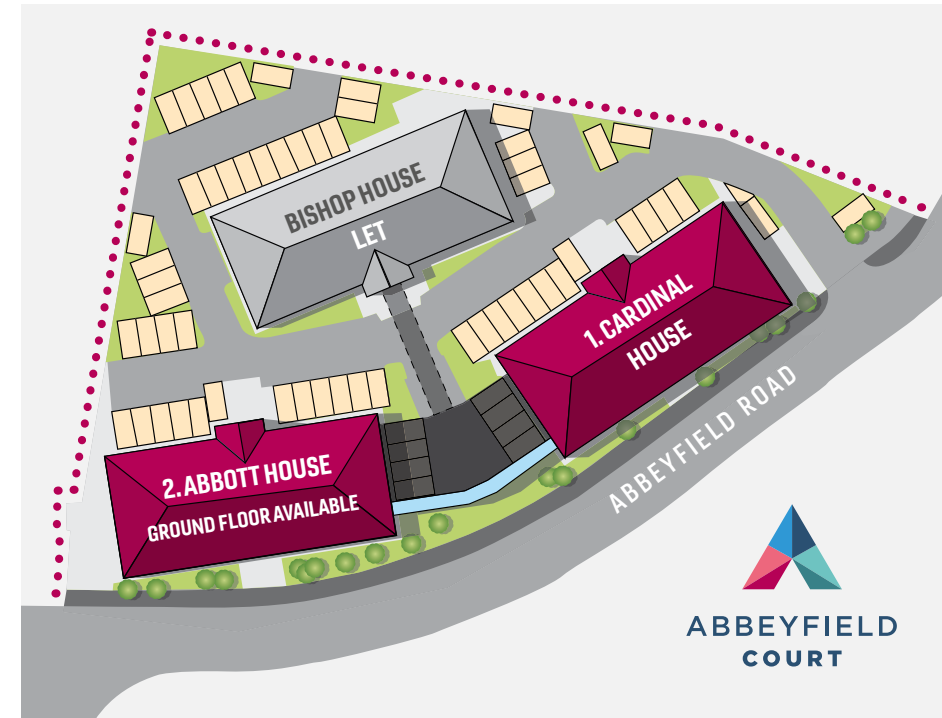 BISHOP HOUSE
LET
1. CARDINAL
HOUSE
2. ABBOTT HOUSE
GROUND FLOOR AVAILABLE
ABBEYFIELD ROAD
ABBEYFIELD
COURT